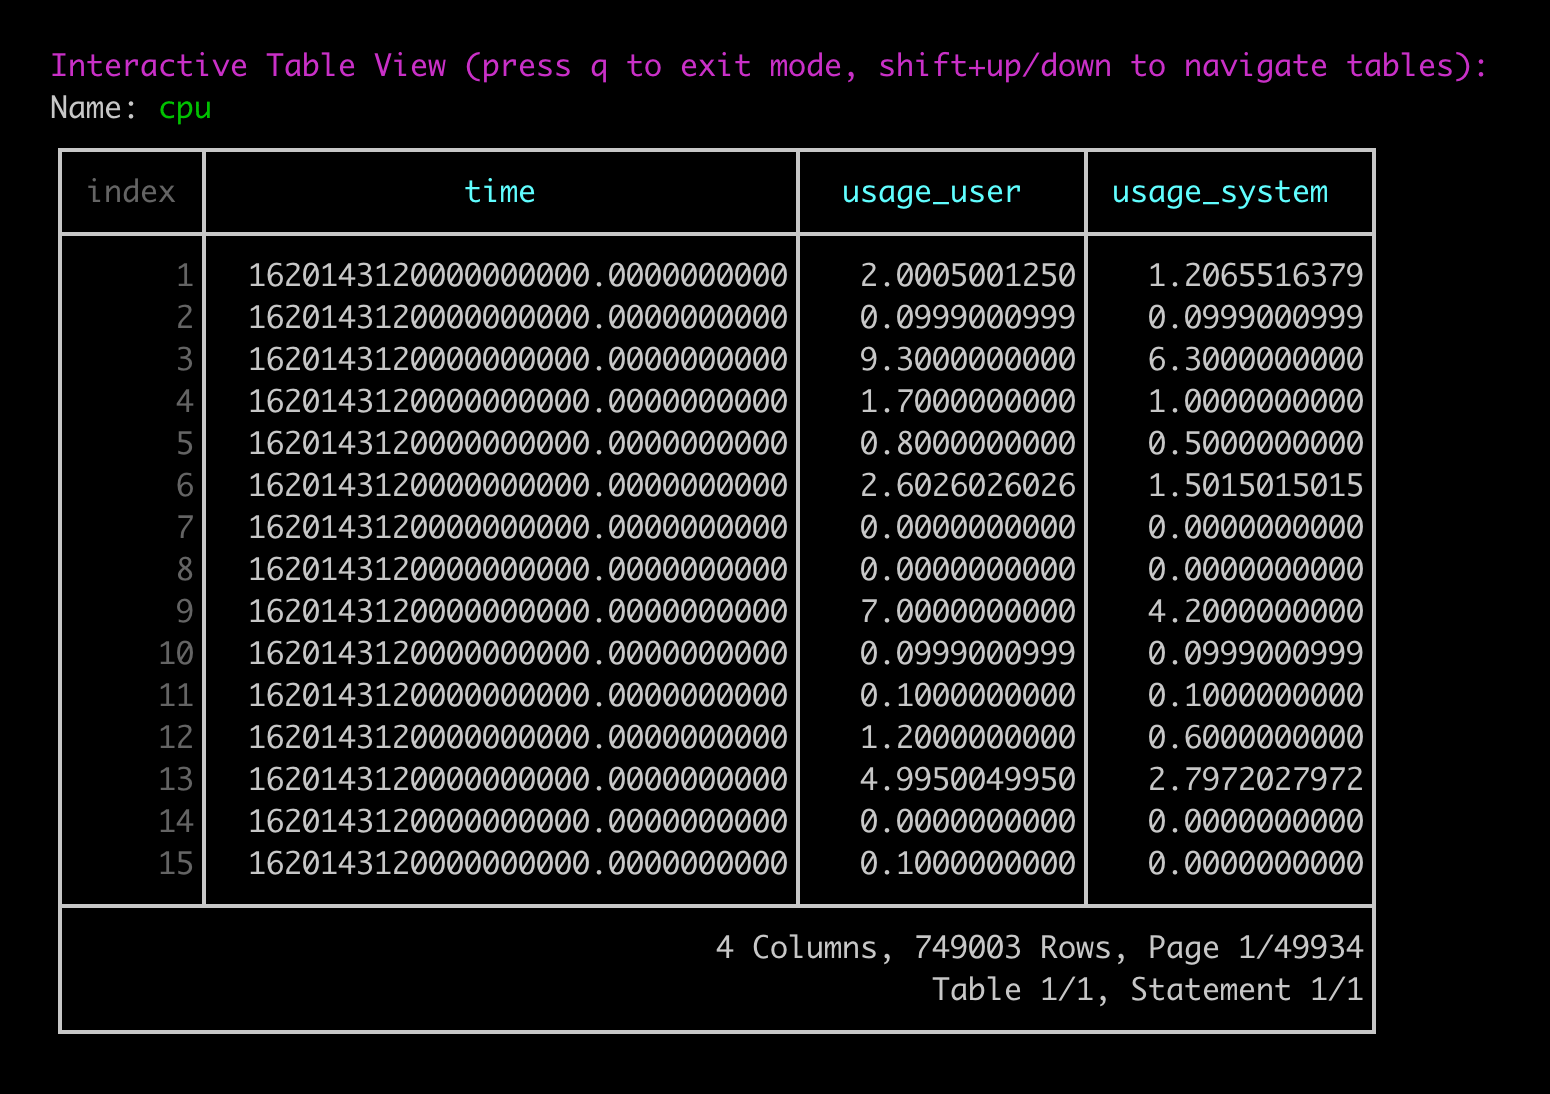 Interactive Table View (press q to exit mode, shift+up/down to navigate tables):
Name: cpu
index time usage_user usage_system
1 1620143120000000000.0000000000 2.0005001250 1.2065516379
2 1620143120000000000.0000000000 0.0999000999 0.0999000999
3 1620143120000000000.0000000000 9.3000000000 6.3000000000
4 1620143120000000000.0000000000 1.7000000000 1.0000000000
5 1620143120000000000.0000000000 0.8000000000 0.5000000000
6 1620143120000000000.0000000000 2.6026026026 1.5015015015
7 1620143120000000000.0000000000 0.0000000000 0.0000000000
8 1620143120000000000.0000000000 0.0000000000 0.0000000000
9 1620143120000000000.0000000000 7.0000000000 4.2000000000
10 1620143120000000000.0000000000 0.0999000999 0.0999000999
11 1620143120000000000.0000000000 0.1000000000 0.1000000000
12 1620143120000000000.0000000000 1.2000000000 0.6000000000
13 1620143120000000000.0000000000 4.9950049950 2.7972027972
14 1620143120000000000.0000000000 0.0000000000 0.0000000000
15 1620143120000000000.0000000000 0.1000000000 0.0000000000
4 Columns, 749003 Rows, Page 1/49934
Table 1/1, Statement 1/1